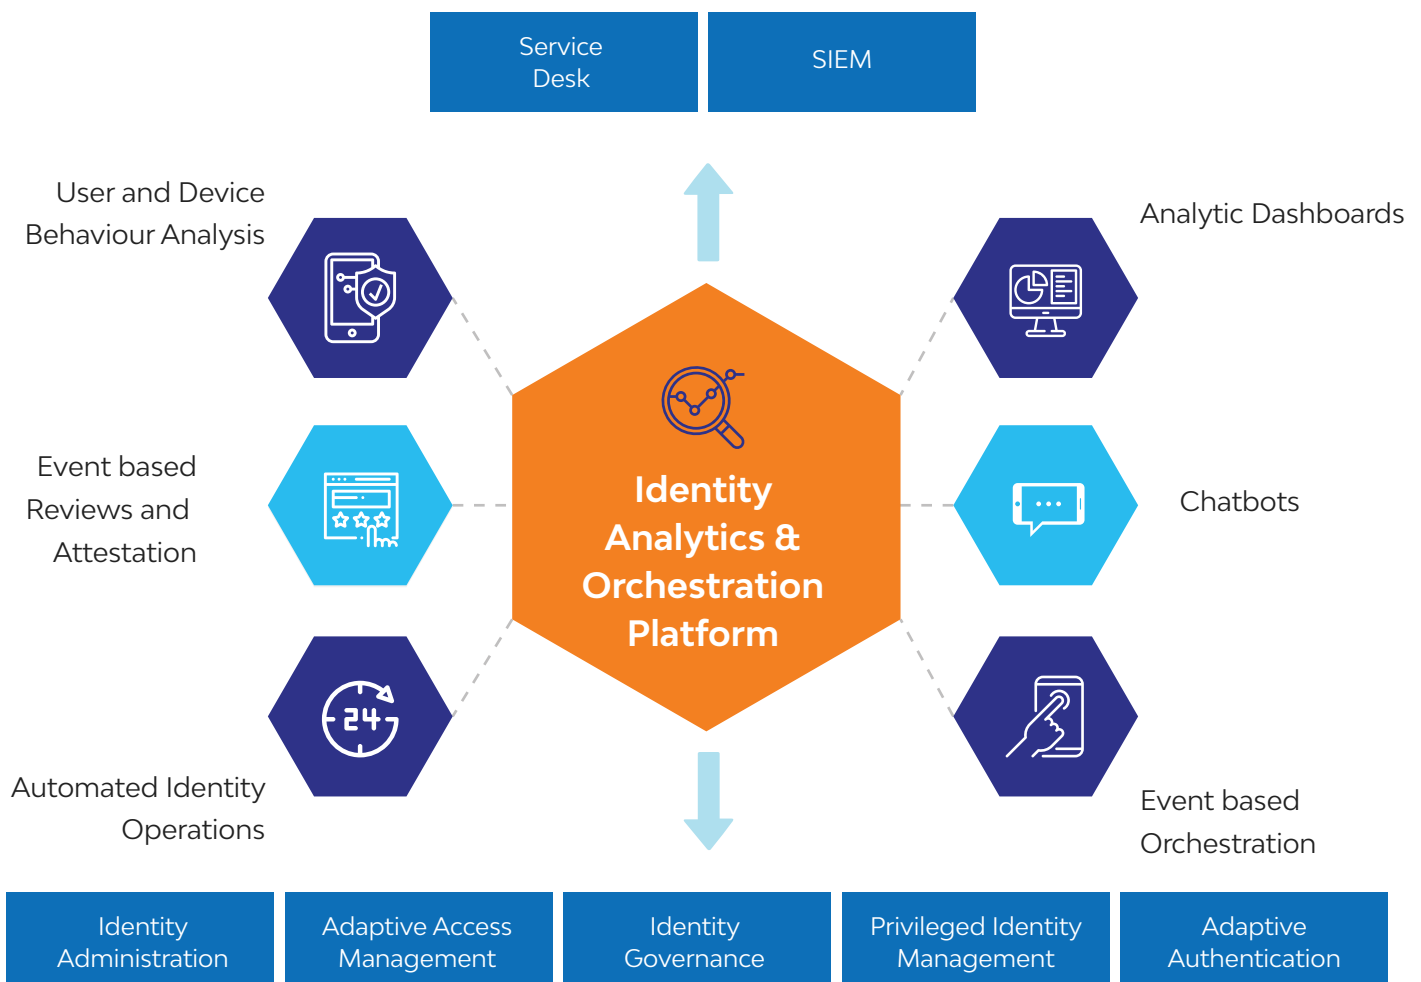 Service
Desk
SIEM
User and Device
Behaviour Analysis
Analytic Dashboards
Event based
Reviews and
Attestation
Identity
Analytics &
Orchestration
Platform
Chatbots
24
Automated Identity
Operations
Event based
Orchestration
Identity
Administration
Adaptive Access
Management
Identity
Governance
Privileged Identity
Management
Adaptive
Authentication